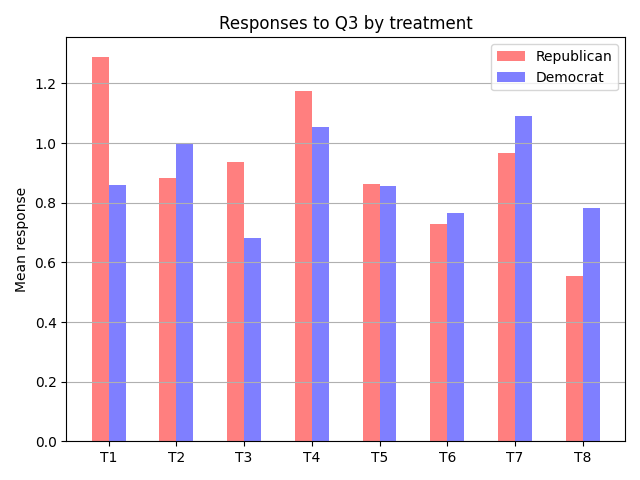 Responses to Q3 by treatment
Republican
Democrat
Mean response
1.2
1.0
0.8
0.6
0.4
0.2
0.0
T1 T2 T3 T4 T5 T6 T7 T8